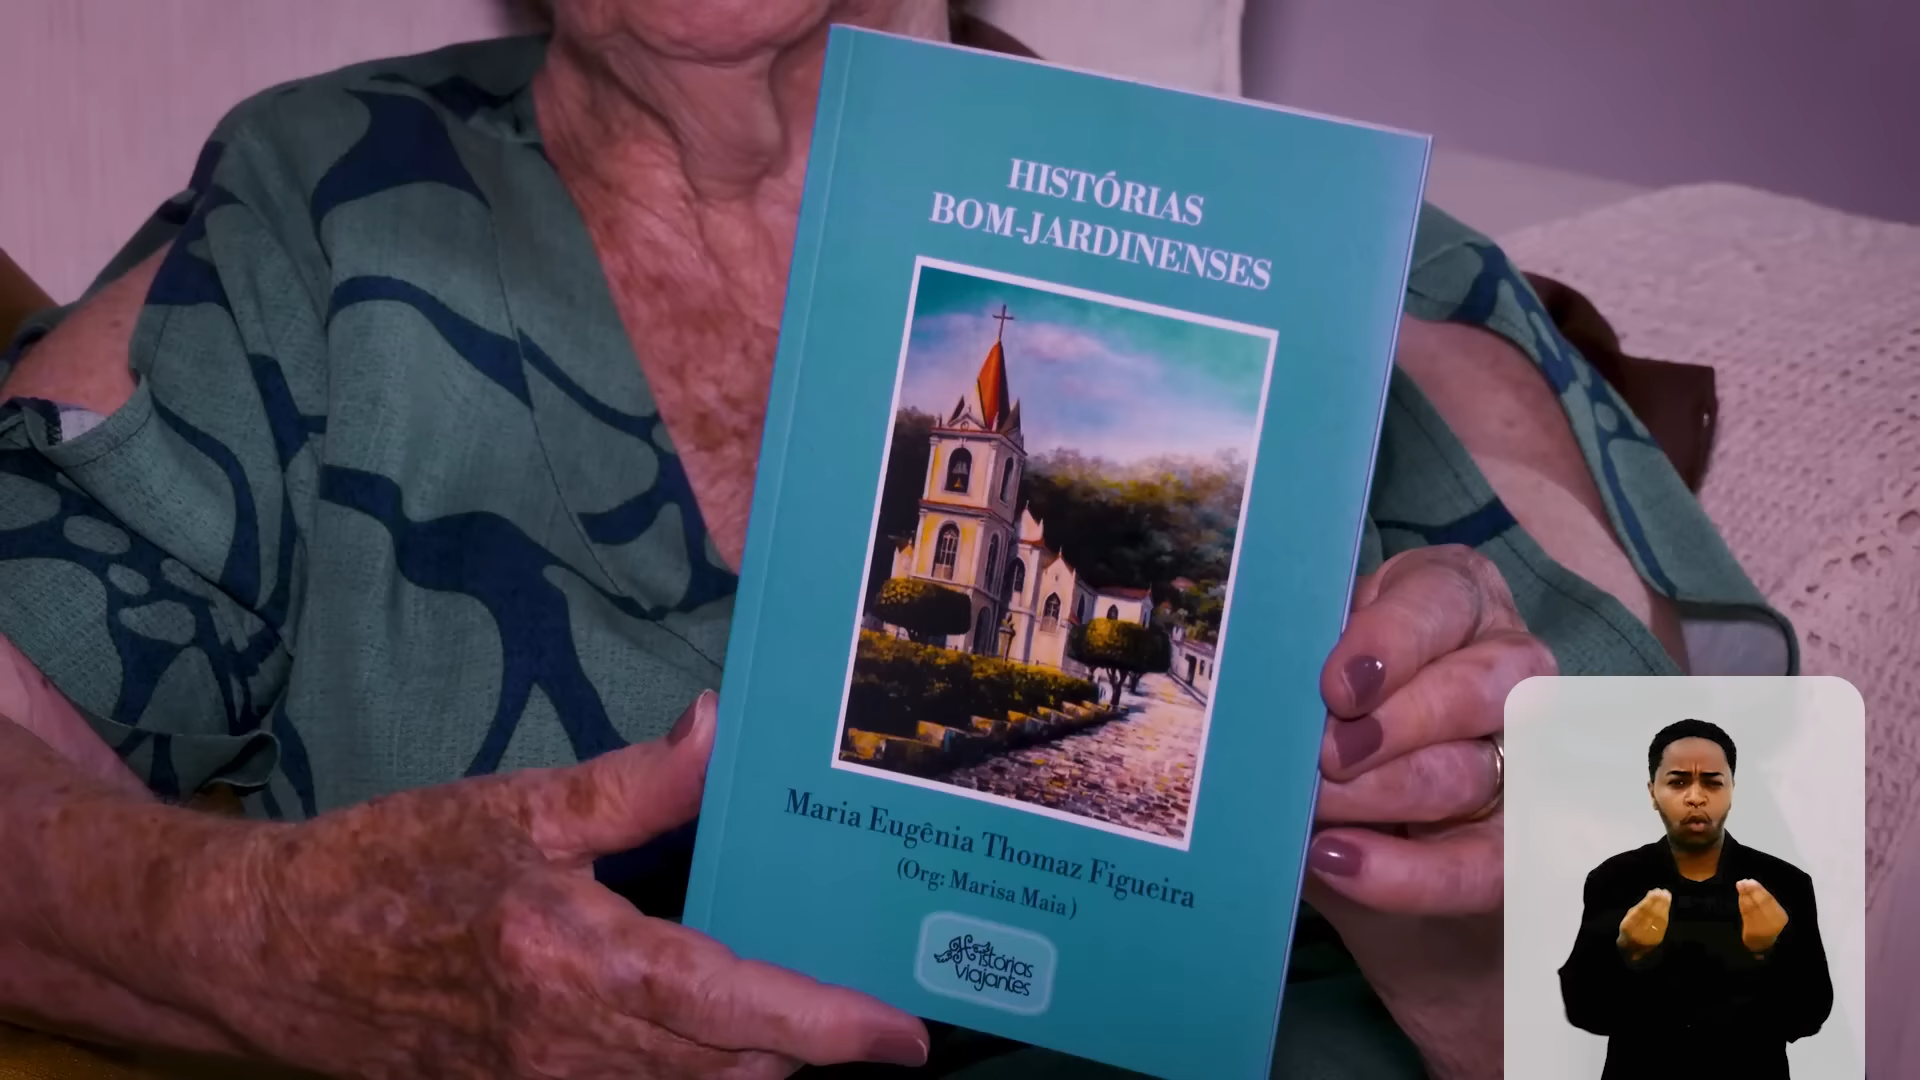 HISTÓRIAS
BOM-JARDINENSES
Maria Eugênia Thomaz Figueira
(Org: Marisa Maia)
Histórias
viajantes